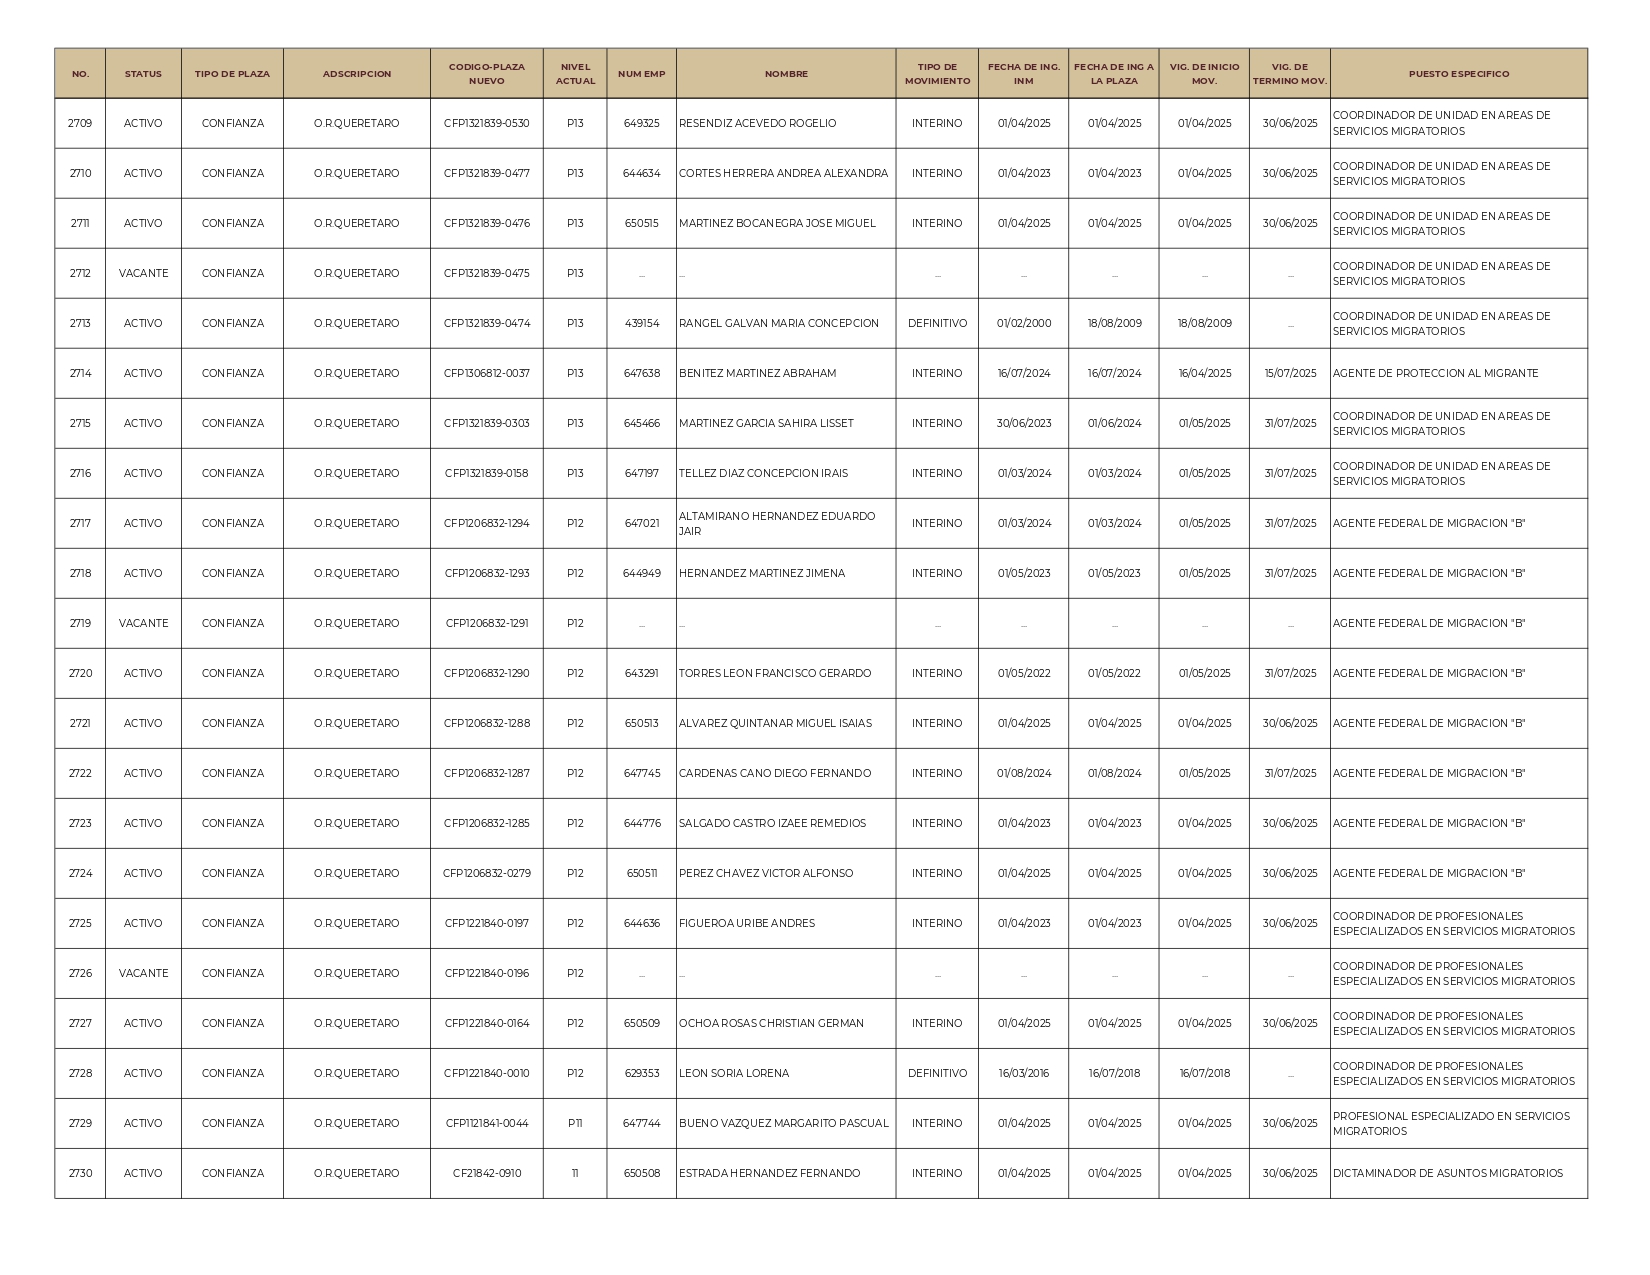 NO. STATUS TIPO DE PLAZA ADSCRIPCION CODIGO-PLAZA NUEVO NIVEL ACTUAL NUM EMP NOMBRE TIPO DE MOVIMIENTO FECHA DE ING. INM FECHA DE ING A LA PLAZA VIG. DE INICIO MOV. VIG. DE TERMINO MOV. PUESTO ESPECIFICO
2709 ACTIVO CONFIANZA O.R.QUERETARO CFP1321839-0530 P13 649325 RESENDIZ ACEVEDO ROGELIO INTERINO 01/04/2025 01/04/2025 01/04/2025 30/06/2025 COORDINADOR DE UNIDAD EN AREAS DE SERVICIOS MIGRATORIOS
2710 ACTIVO CONFIANZA O.R.QUERETARO CFP1321839-0477 P13 644634 CORTES HERRERA ANDREA ALEXANDRA INTERINO 01/04/2023 01/04/2023 01/04/2025 30/06/2025 COORDINADOR DE UNIDAD EN AREAS DE SERVICIOS MIGRATORIOS
2711 ACTIVO CONFIANZA O.R.QUERETARO CFP1321839-0476 P13 650515 MARTINEZ BOCANEGRA JOSE MIGUEL INTERINO 01/04/2025 01/04/2025 01/04/2025 30/06/2025 COORDINADOR DE UNIDAD EN AREAS DE SERVICIOS MIGRATORIOS
2712 VACANTE CONFIANZA O.R.QUERETARO CFP1321839-0475 P13 ... ... ... ... ... ... ... COORDINADOR DE UNIDAD EN AREAS DE SERVICIOS MIGRATORIOS
2713 ACTIVO CONFIANZA O.R.QUERETARO CFP1321839-0474 P13 439154 RANGEL GALVAN MARIA CONCEPCION DEFINITIVO 01/02/2000 18/08/2009 18/08/2009 ... COORDINADOR DE UNIDAD EN AREAS DE SERVICIOS MIGRATORIOS
2714 ACTIVO CONFIANZA O.R.QUERETARO CFP1306812-0037 P13 647638 BENITEZ MARTINEZ ABRAHAM INTERINO 16/07/2024 16/07/2024 16/04/2025 15/07/2025 AGENTE DE PROTECCION AL MIGRANTE
2715 ACTIVO CONFIANZA O.R.QUERETARO CFP1321839-0303 P13 645466 MARTINEZ GARCIA SAHIRA LISSET INTERINO 30/06/2023 01/06/2024 01/05/2025 31/07/2025 COORDINADOR DE UNIDAD EN AREAS DE SERVICIOS MIGRATORIOS
2716 ACTIVO CONFIANZA O.R.QUERETARO CFP1321839-0158 P13 647197 TELLEZ DIAZ CONCEPCION IRAIS INTERINO 01/03/2024 01/03/2024 01/05/2025 31/07/2025 COORDINADOR DE UNIDAD EN AREAS DE SERVICIOS MIGRATORIOS
2717 ACTIVO CONFIANZA O.R.QUERETARO CFP1206832-1294 P12 647021 ALTAMIRANO HERNANDEZ EDUARDO JAIR INTERINO 01/03/2024 01/03/2024 01/05/2025 31/07/2025 AGENTE FEDERAL DE MIGRACION "B"
2718 ACTIVO CONFIANZA O.R.QUERETARO CFP1206832-1293 P12 644949 HERNANDEZ MARTINEZ JIMENA INTERINO 01/05/2023 01/05/2023 01/05/2025 31/07/2025 AGENTE FEDERAL DE MIGRACION "B"
2719 VACANTE CONFIANZA O.R.QUERETARO CFP1206832-1291 P12 ... ... ... ... ... ... ... AGENTE FEDERAL DE MIGRACION "B"
2720 ACTIVO CONFIANZA O.R.QUERETARO CFP1206832-1290 P12 643291 TORRES LEON FRANCISCO GERARDO INTERINO 01/05/2022 01/05/2022 01/05/2025 31/07/2025 AGENTE FEDERAL DE MIGRACION "B"
2721 ACTIVO CONFIANZA O.R.QUERETARO CFP1206832-1288 P12 650513 ALVAREZ QUINTANAR MIGUEL ISAIAS INTERINO 01/04/2025 01/04/2025 01/04/2025 30/06/2025 AGENTE FEDERAL DE MIGRACION "B"
2722 ACTIVO CONFIANZA O.R.QUERETARO CFP1206832-1287 P12 647745 CARDENAS CANO DIEGO FERNANDO INTERINO 01/08/2024 01/08/2024 01/05/2025 31/07/2025 AGENTE FEDERAL DE MIGRACION "B"
2723 ACTIVO CONFIANZA O.R.QUERETARO CFP1206832-1285 P12 644776 SALGADO CASTRO IZAEE REMEDIOS INTERINO 01/04/2023 01/04/2023 01/04/2025 30/06/2025 AGENTE FEDERAL DE MIGRACION "B"
2724 ACTIVO CONFIANZA O.R.QUERETARO CFP1206832-0279 P12 650511 PEREZ CHAVEZ VICTOR ALFONSO INTERINO 01/04/2025 01/04/2025 01/04/2025 30/06/2025 AGENTE FEDERAL DE MIGRACION "B"
2725 ACTIVO CONFIANZA O.R.QUERETARO CFP1221840-0197 P12 644636 FIGUEROA URIBE ANDRES INTERINO 01/04/2023 01/04/2023 01/04/2025 30/06/2025 COORDINADOR DE PROFESIONALES ESPECIALIZADOS EN SERVICIOS MIGRATORIOS
2726 VACANTE CONFIANZA O.R.QUERETARO CFP1221840-0196 P12 ... ... ... ... ... ... ... COORDINADOR DE PROFESIONALES ESPECIALIZADOS EN SERVICIOS MIGRATORIOS
2727 ACTIVO CONFIANZA O.R.QUERETARO CFP1221840-0164 P12 650509 OCHOA ROSAS CHRISTIAN GERMAN INTERINO 01/04/2025 01/04/2025 01/04/2025 30/06/2025 COORDINADOR DE PROFESIONALES ESPECIALIZADOS EN SERVICIOS MIGRATORIOS
2728 ACTIVO CONFIANZA O.R.QUERETARO CFP1221840-0010 P12 629353 LEON SORIA LORENA DEFINITIVO 16/03/2016 16/07/2018 16/07/2018 ... COORDINADOR DE PROFESIONALES ESPECIALIZADOS EN SERVICIOS MIGRATORIOS
2729 ACTIVO CONFIANZA O.R.QUERETARO CFP1121841-0044 P11 647744 BUENO VAZQUEZ MARGARITO PASCUAL INTERINO 01/04/2025 01/04/2025 01/04/2025 30/06/2025 PROFESIONAL ESPECIALIZADO EN SERVICIOS MIGRATORIOS
2730 ACTIVO CONFIANZA O.R.QUERETARO CF21842-0910 11 650508 ESTRADA HERNANDEZ FERNANDO INTERINO 01/04/2025 01/04/2025 01/04/2025 30/06/2025 DICTAMINADOR DE ASUNTOS MIGRATORIOS